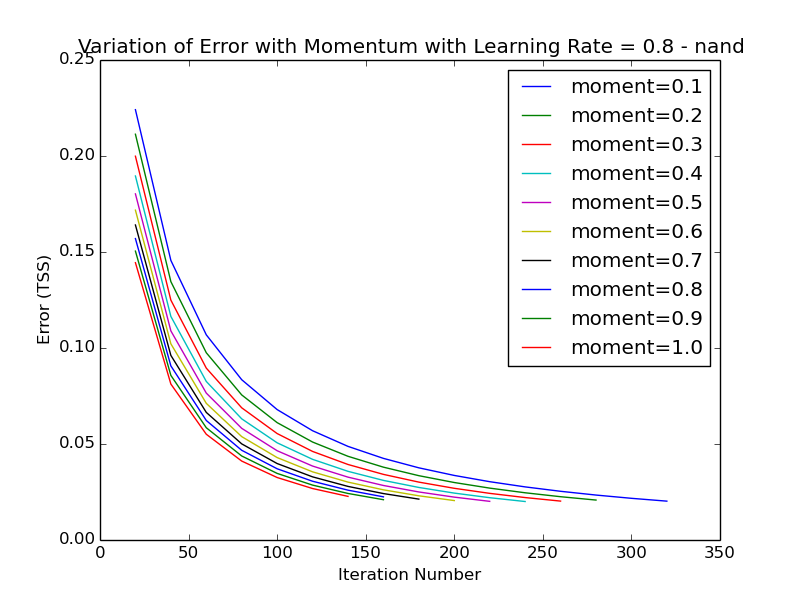 Variation of Error with Momentum with Learning Rate = 0.8 - nand
0.25
0.20
0.15
0.10
0.05
0.00
Error (TSS)
moment=0.1
moment=0.2
moment=0.3
moment=0.4
moment=0.5
moment=0.6
moment=0.7
moment=0.8
moment=0.9
moment=1.0
0 50 100 150 200 250 300 350
Iteration Number